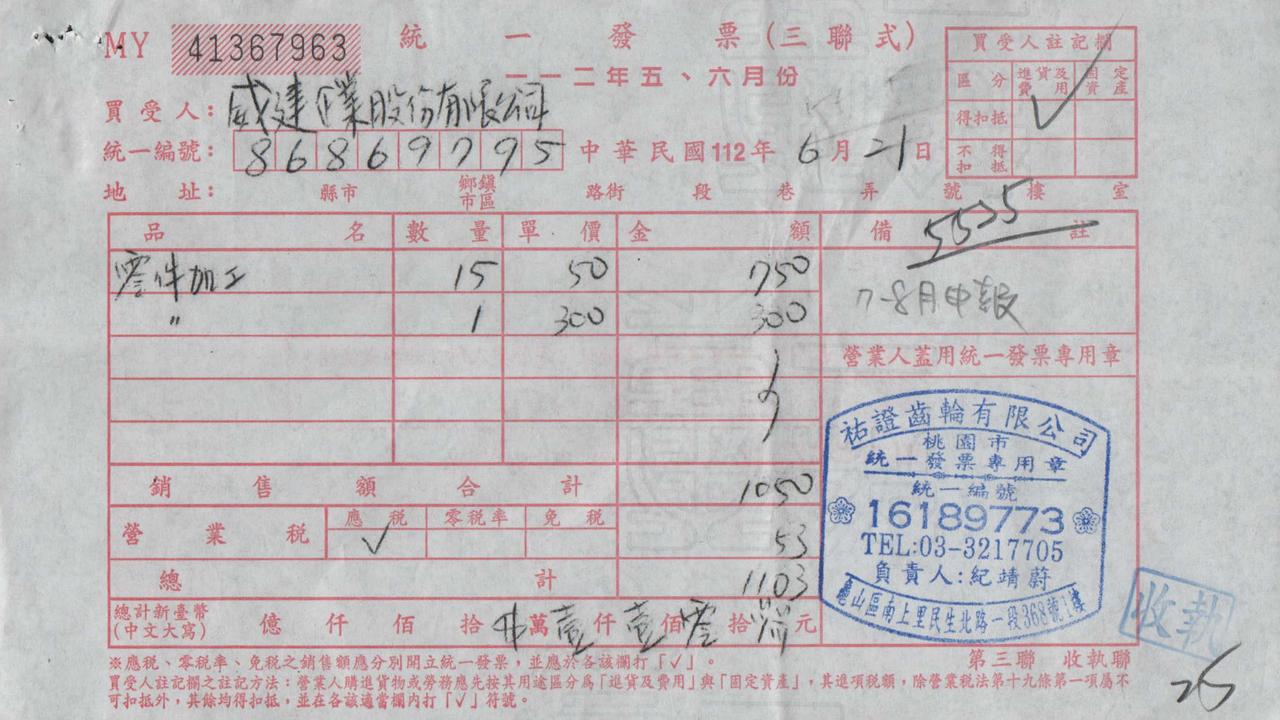 MY 41367963 統一發票(三聯式)
一一二年五、六月份
買受人: 威建企業股份有限公司
統一編號: 86869795 中華民國112年6月21日
地址: 縣市 鄉鎮市區 路街 段 巷 弄 號 樓 室
買受人註記欄
區分 進貨及費用 固定資產
得扣抵 ✓
不得扣抵
品名 數量 單價 金額 備註
5525
零件加工 15 50 750
〃 1 300 300
7-8月申報
營業人蓋用統一發票專用章
銷售額合計 1050
營業稅 應稅 零稅率 免稅
✓ 53
總計 1103
總計新臺幣
(中文大寫) 億 仟 佰 拾 萬壹仟壹佰零拾 元
祐證齒輪有限公司
桃園市
統一發票專用章
統一編號
16189773
TEL:03-3217705
負責人:紀靖蔚
龜山區南上里民生北路一段368號1樓
收執
※應稅、零稅率、免稅之銷售額應分別開立統一發票,並應於各該欄打「✓」。
第三聯 收執聯
買受人註記欄之註記方法:營業人購進貨物或勞務應先按其用途區分為「進貨及費用」與「固定資產」,其進項稅額,除營業稅法第十九條第一項屬不
可扣抵外,其餘均得扣抵,並在各該適當欄內打「✓」符號。
25